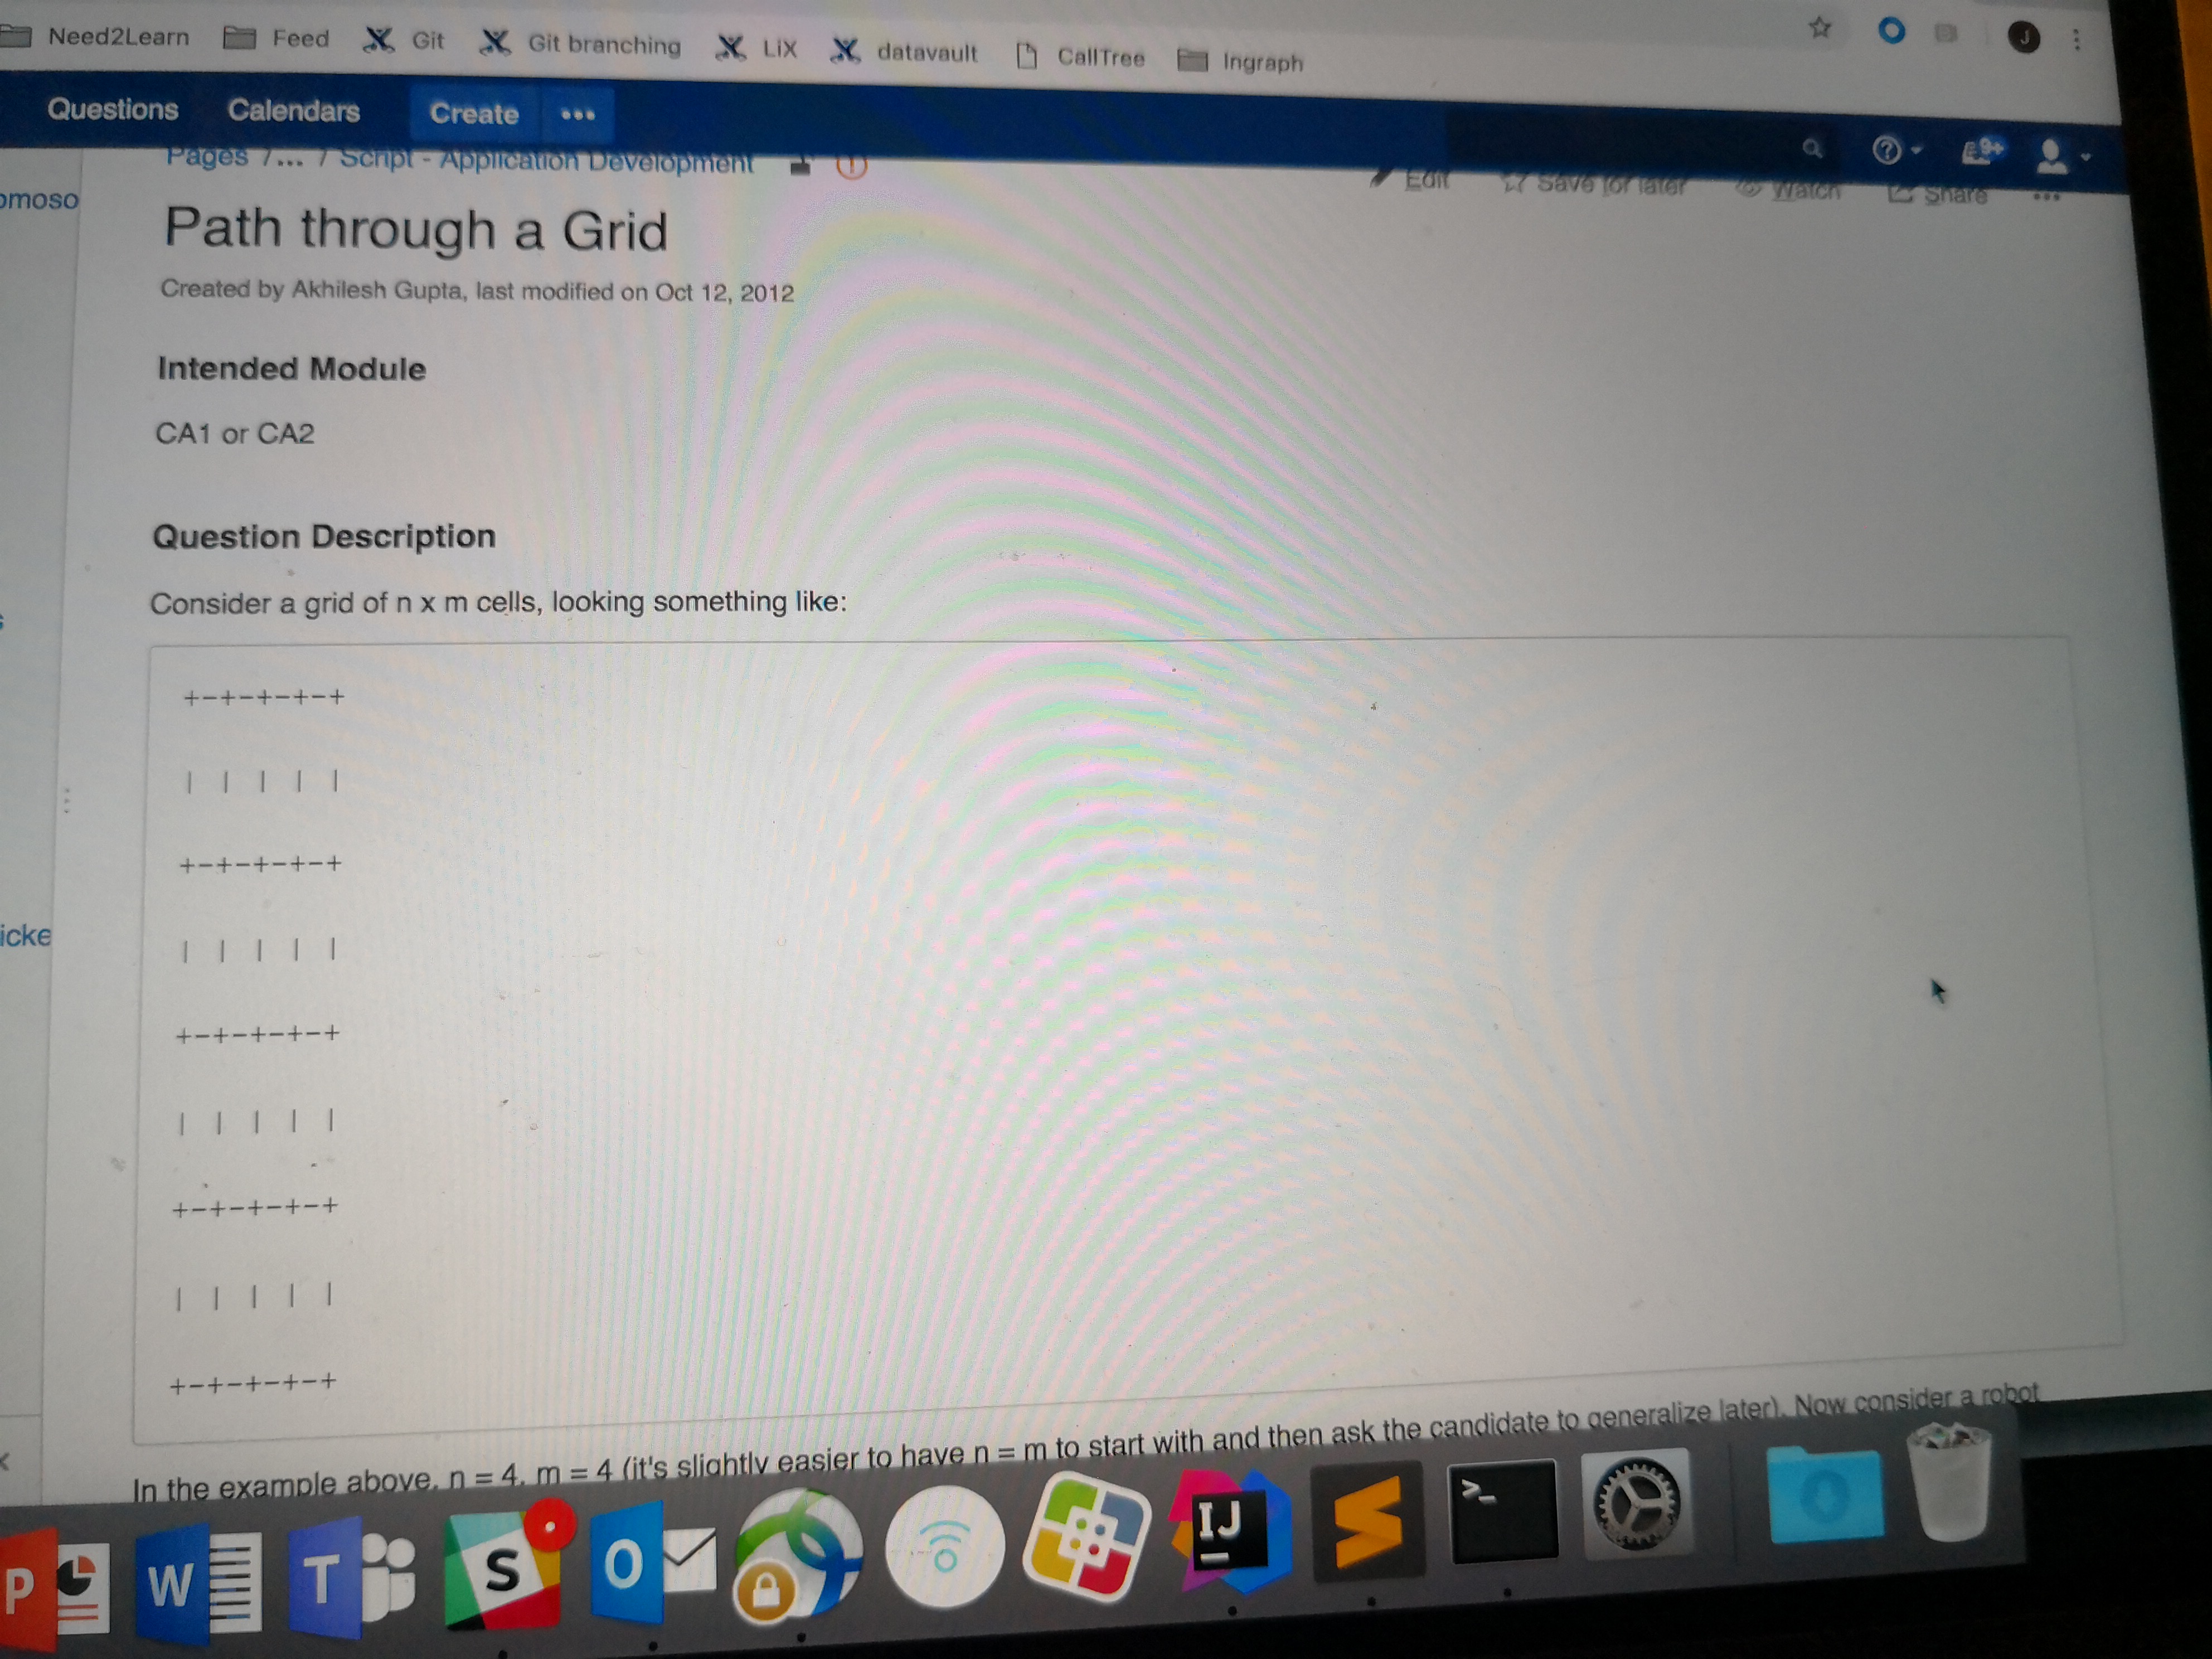 Need2Learn Feed Git Git branching LiX datavault CallTree Ingraph J
Questions Calendars Create •••
9+
Pages /... / Script - Application Development
Edit Save for later Watch Share •••
omoso
Path through a Grid
Created by Akhilesh Gupta, last modified on Oct 12, 2012
Intended Module
CA1 or CA2
Question Description
Consider a grid of n x m cells, looking something like:
+-+-+-+-+
| | | | |
+-+-+-+-+
icke
| | | | |
+-+-+-+-+
| | | | |
+-+-+-+-+
| | | | |
+-+-+-+-+
In the example above, n = 4, m = 4 (it's slightly easier to have n = m to start with and then ask the candidate to generalize later). Now consider a robot
P W T S O IJ >_